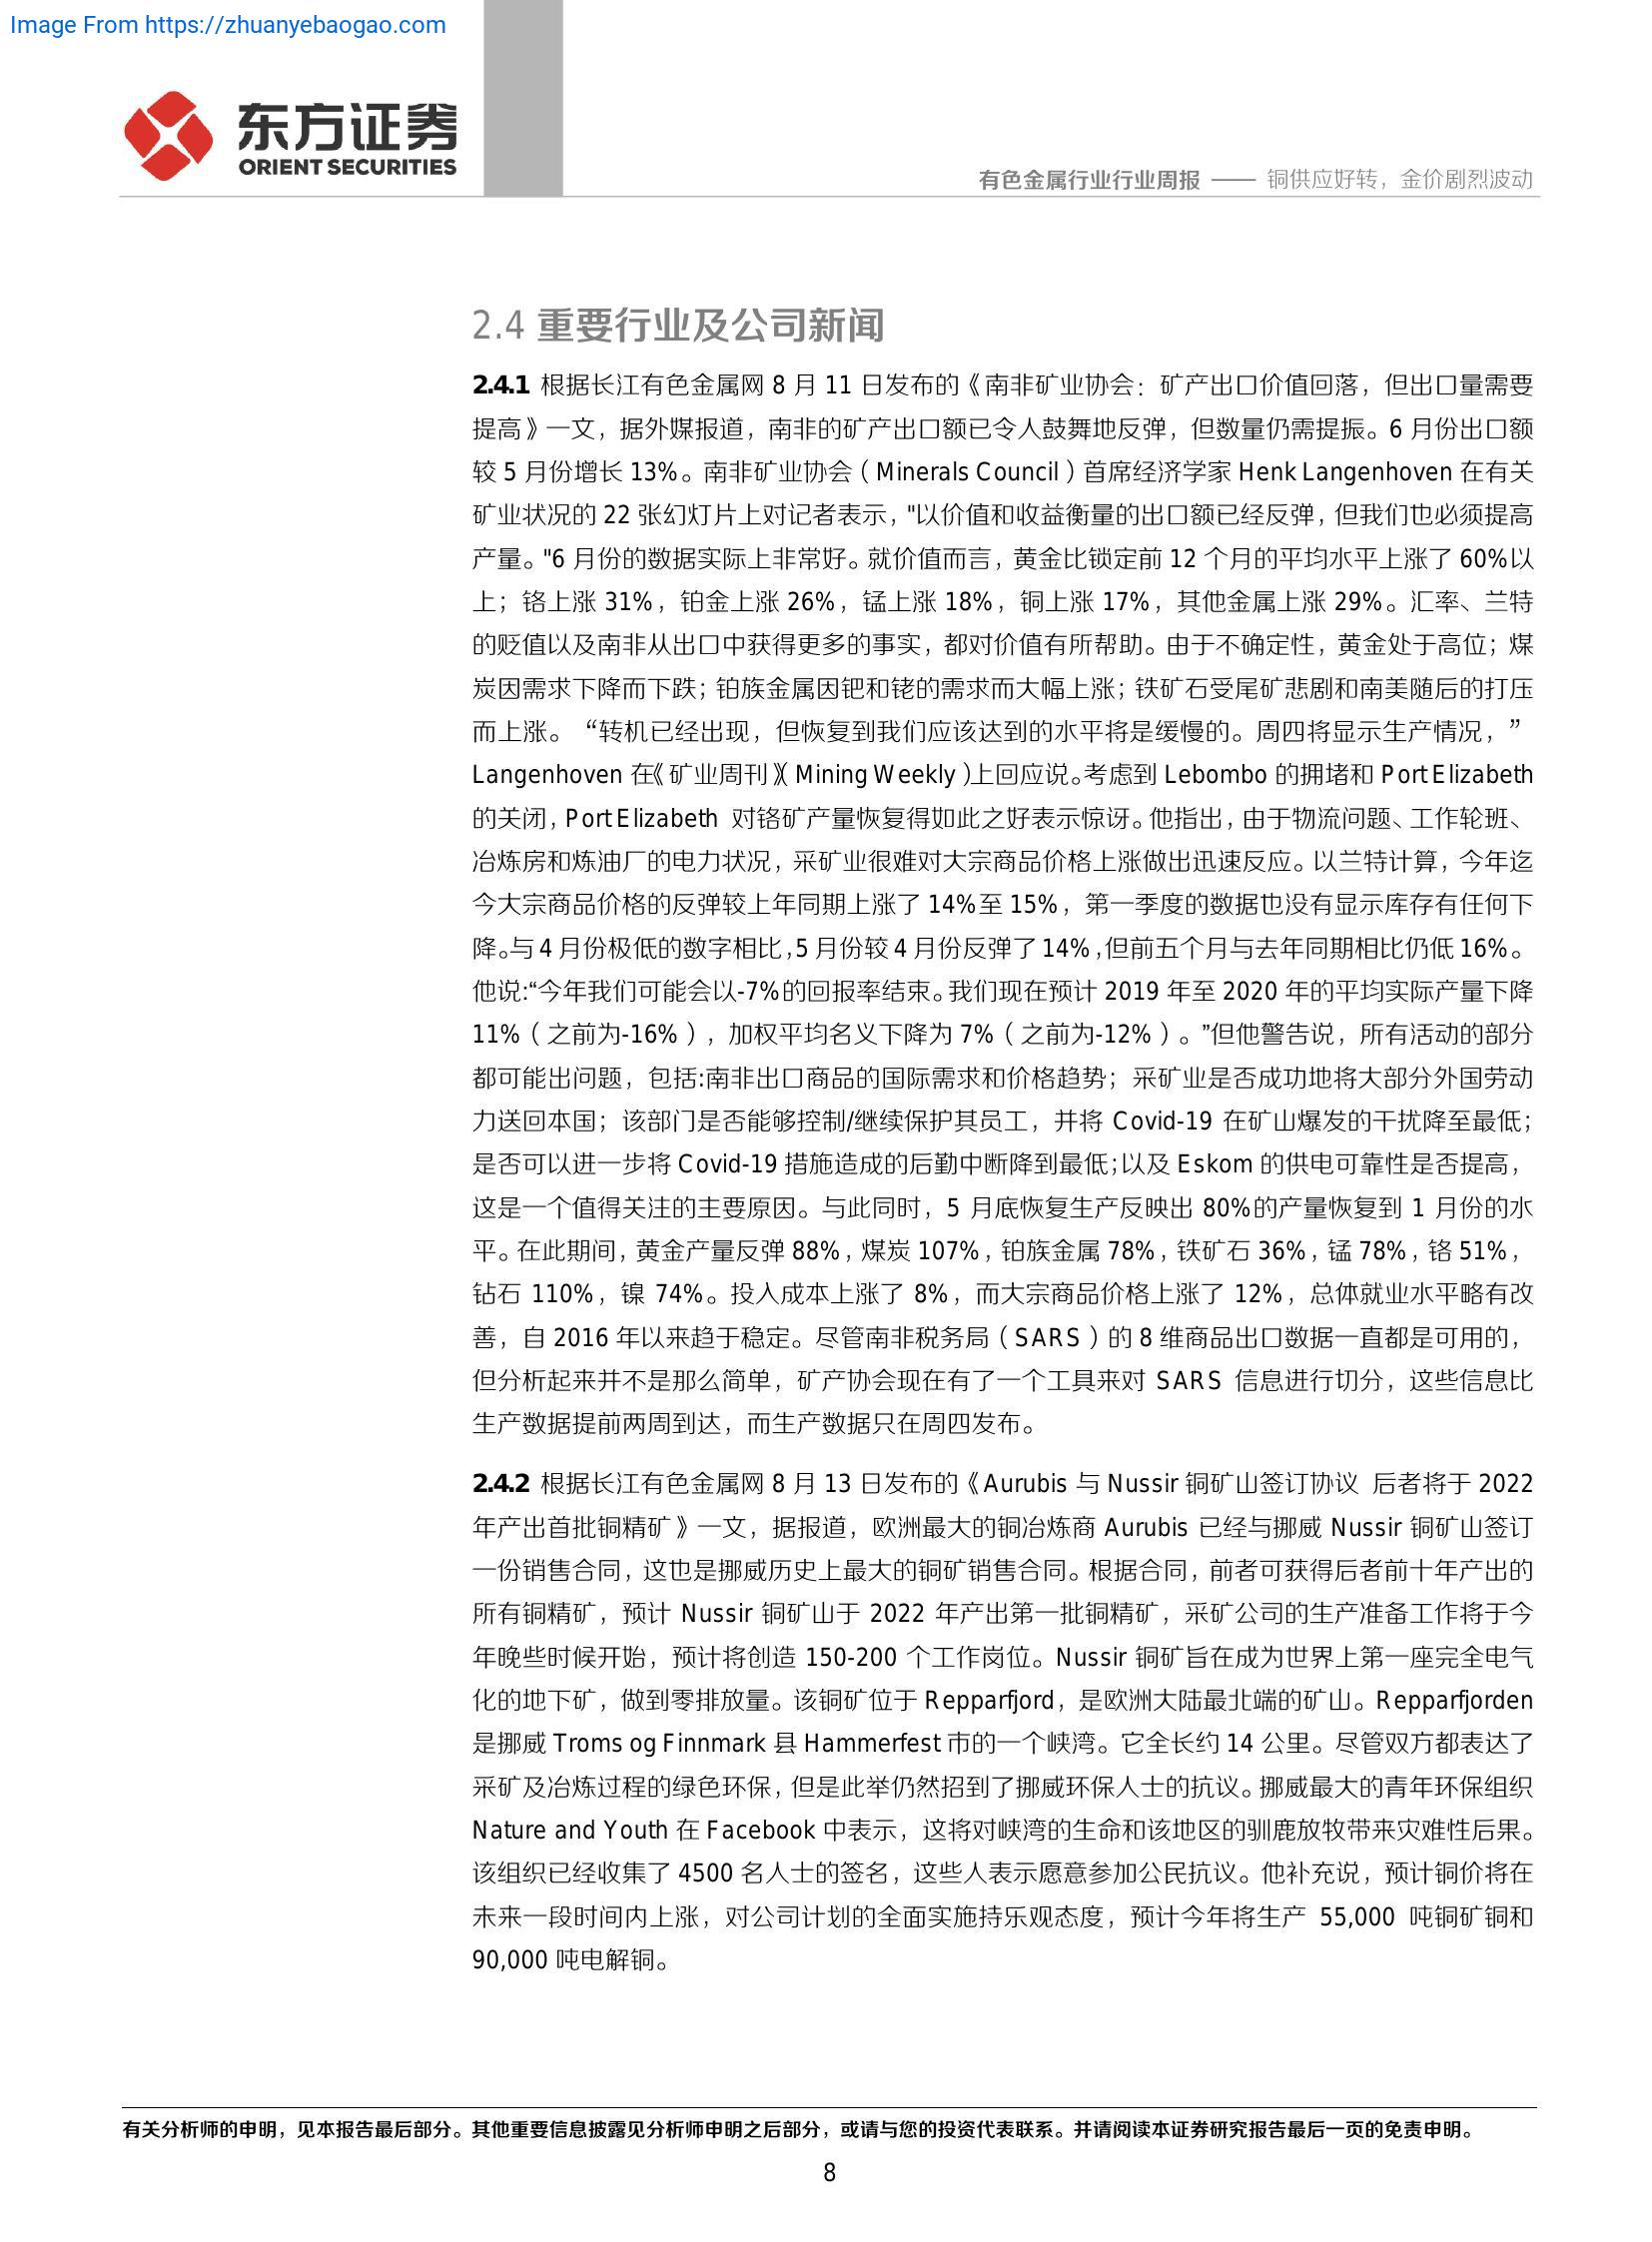 Image From https://zhuanyebaogao.com
东方证券
ORIENT SECURITIES
有色金属行业行业周报 —— 铜供应好转，金价剧烈波动
2.4 重要行业及公司新闻
2.4.1 根据长江有色金属网 8 月 11 日发布的《南非矿业协会：矿产出口价值回落，但出口量需要
提高》一文，据外媒报道，南非的矿产出口额已令人鼓舞地反弹，但数量仍需提振。6 月份出口额
较 5 月份增长 13%。南非矿业协会（Minerals Council）首席经济学家 Henk Langenhoven 在有关
矿业状况的 22 张幻灯片上对记者表示，"以价值和收益衡量的出口额已经反弹，但我们也必须提高
产量。"6 月份的数据实际上非常好。就价值而言，黄金比锁定前 12 个月的平均水平上涨了 60%以
上；铬上涨 31%，铂金上涨 26%，锰上涨 18%，铜上涨 17%，其他金属上涨 29%。汇率、兰特
的贬值以及南非从出口中获得更多的事实，都对价值有所帮助。由于不确定性，黄金处于高位；煤
炭因需求下降而下跌；铂族金属因钯和铑的需求而大幅上涨；铁矿石受尾矿悲剧和南美随后的打压
而上涨。 “转机已经出现，但恢复到我们应该达到的水平将是缓慢的。周四将显示生产情况，”
Langenhoven 在《矿业周刊》（Mining Weekly）上回应说。考虑到 Lebombo 的拥堵和 Port Elizabeth
的关闭，Port Elizabeth 对铬矿产量恢复得如此之好表示惊讶。他指出，由于物流问题、工作轮班、
冶炼房和炼油厂的电力状况，采矿业很难对大宗商品价格上涨做出迅速反应。以兰特计算，今年迄
今大宗商品价格的反弹较上年同期上涨了 14%至 15%，第一季度的数据也没有显示库存有任何下
降。与 4 月份极低的数字相比，5 月份较 4 月份反弹了 14%，但前五个月与去年同期相比仍低 16%。
他说:“今年我们可能会以-7%的回报率结束。我们现在预计 2019 年至 2020 年的平均实际产量下降
11%（之前为-16%），加权平均名义下降为 7%（之前为-12%）。”但他警告说，所有活动的部分
都可能出问题，包括:南非出口商品的国际需求和价格趋势；采矿业是否成功地将大部分外国劳动
力送回本国；该部门是否能够控制/继续保护其员工，并将 Covid-19 在矿山爆发的干扰降至最低；
是否可以进一步将 Covid-19 措施造成的后勤中断降到最低；以及 Eskom 的供电可靠性是否提高，
这是一个值得关注的主要原因。与此同时，5 月底恢复生产反映出 80%的产量恢复到 1 月份的水
平。在此期间，黄金产量反弹 88%，煤炭 107%，铂族金属 78%，铁矿石 36%，锰 78%，铬 51%，
钻石 110%，镍 74%。投入成本上涨了 8%，而大宗商品价格上涨了 12%，总体就业水平略有改
善，自 2016 年以来趋于稳定。尽管南非税务局（SARS）的 8 维商品出口数据一直都是可用的，
但分析起来并不是那么简单，矿产协会现在有了一个工具来对 SARS 信息进行切分，这些信息比
生产数据提前两周到达，而生产数据只在周四发布。
2.4.2 根据长江有色金属网 8 月 13 日发布的《Aurubis 与 Nussir 铜矿山签订协议 后者将于 2022
年产出首批铜精矿》一文，据报道，欧洲最大的铜冶炼商 Aurubis 已经与挪威 Nussir 铜矿山签订
一份销售合同，这也是挪威历史上最大的铜矿销售合同。根据合同，前者可获得后者前十年产出的
所有铜精矿，预计 Nussir 铜矿山于 2022 年产出第一批铜精矿，采矿公司的生产准备工作将于今
年晚些时候开始，预计将创造 150-200 个工作岗位。Nussir 铜矿旨在成为世界上第一座完全电气
化的地下矿，做到零排放量。该铜矿位于 Repparfjord，是欧洲大陆最北端的矿山。Repparfjorden
是挪威 Troms og Finnmark 县 Hammerfest 市的一个峡湾。它全长约 14 公里。尽管双方都表达了
采矿及冶炼过程的绿色环保，但是此举仍然招到了挪威环保人士的抗议。挪威最大的青年环保组织
Nature and Youth 在 Facebook 中表示，这将对峡湾的生命和该地区的驯鹿放牧带来灾难性后果。
该组织已经收集了 4500 名人士的签名，这些人表示愿意参加公民抗议。他补充说，预计铜价将在
未来一段时间内上涨，对公司计划的全面实施持乐观态度，预计今年将生产 55,000 吨铜矿铜和
90,000 吨电解铜。
有关分析师的申明，见本报告最后部分。其他重要信息披露见分析师申明之后部分，或请与您的投资代表联系。并请阅读本证券研究报告最后一页的免责申明。
8